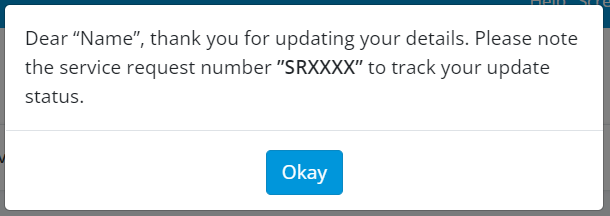 Dear “Name”, thank you for updating your details. Please note
the service request number ”SRXXXX” to track your update
status.
Okay